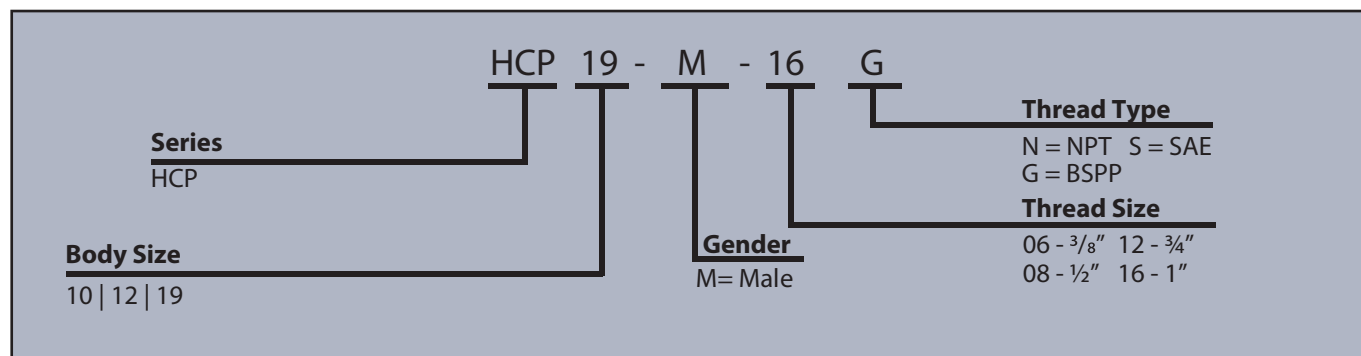 HCP 19 - M - 16 G
Series
HCP
Body Size
10 | 12 | 19
Gender
M= Male
Thread Type
N = NPT S = SAE
G = BSPP
Thread Size
06 - ³/₈” 12 - ¾”
08 - ½” 16 - 1”